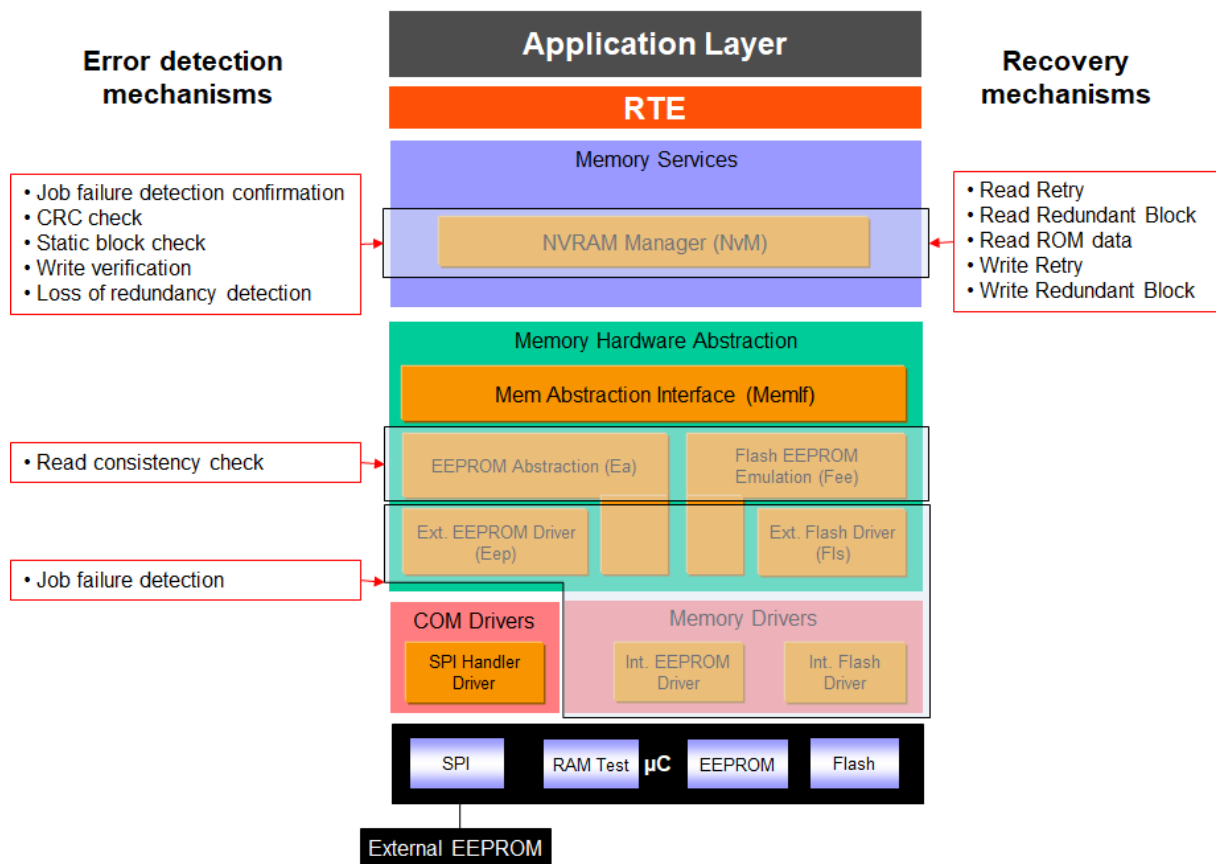 Application Layer
Error detection
mechanisms
Recovery
mechanisms
RTE
Memory Services
• Job failure detection confirmation
• CRC check
• Static block check
• Write verification
• Loss of redundancy detection
NVRAM Manager (NvM)
• Read Retry
• Read Redundant Block
• Read ROM data
• Write Retry
• Write Redundant Block
Memory Hardware Abstraction
Mem Abstraction Interface (MemIf)
• Read consistency check
EEPROM Abstraction (Ea)
Flash EEPROM
Emulation (Fee)
Ext. EEPROM Driver
(Eep)
Ext. Flash Driver
(Fls)
• Job failure detection
COM Drivers
Memory Drivers
SPI Handler
Driver
Int. EEPROM
Driver
Int. Flash
Driver
SPI
RAM Test
µC
EEPROM
Flash
External EEPROM